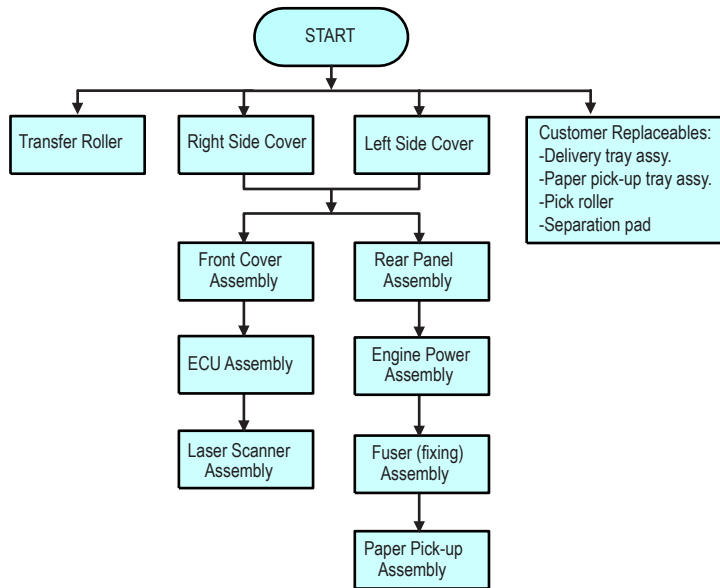 START
Transfer Roller
Right Side Cover
Left Side Cover
Customer Replaceables:
-Delivery tray assy.
-Paper pick-up tray assy.
-Pick roller
-Separation pad
Front Cover
Assembly
Rear Panel
Assembly
ECU Assembly
Engine Power
Assembly
Laser Scanner
Assembly
Fuser (fixing)
Assembly
Paper Pick-up
Assembly